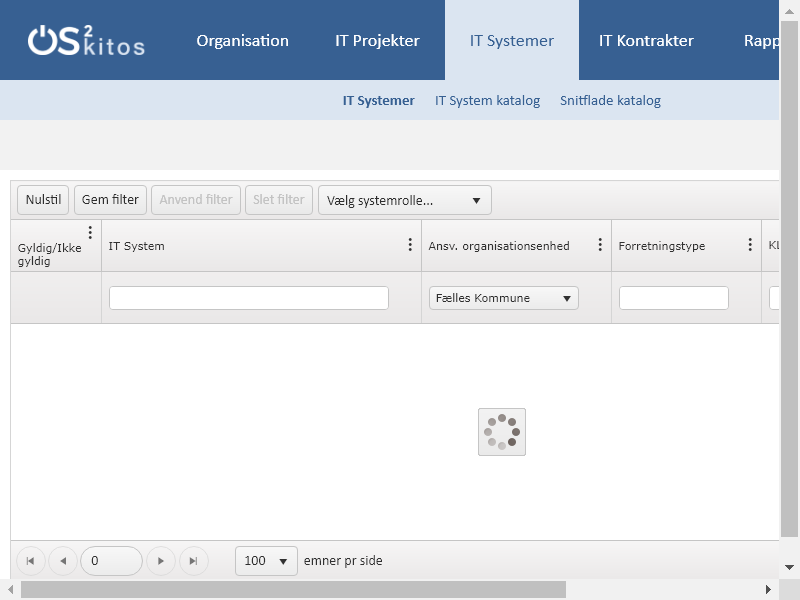 OS2 kitos
Organisation
IT Projekter
IT Systemer
IT Kontrakter
Rapp
IT Systemer
IT System katalog
Snitflade katalog
Nulstil
Gem filter
Anvend filter
Slet filter
Vælg systemrolle...
Gyldig/Ikke
gyldig
IT System
Ansv. organisationsenhed
Forretningstype
KL
Fælles Kommune
0
100
emner pr side